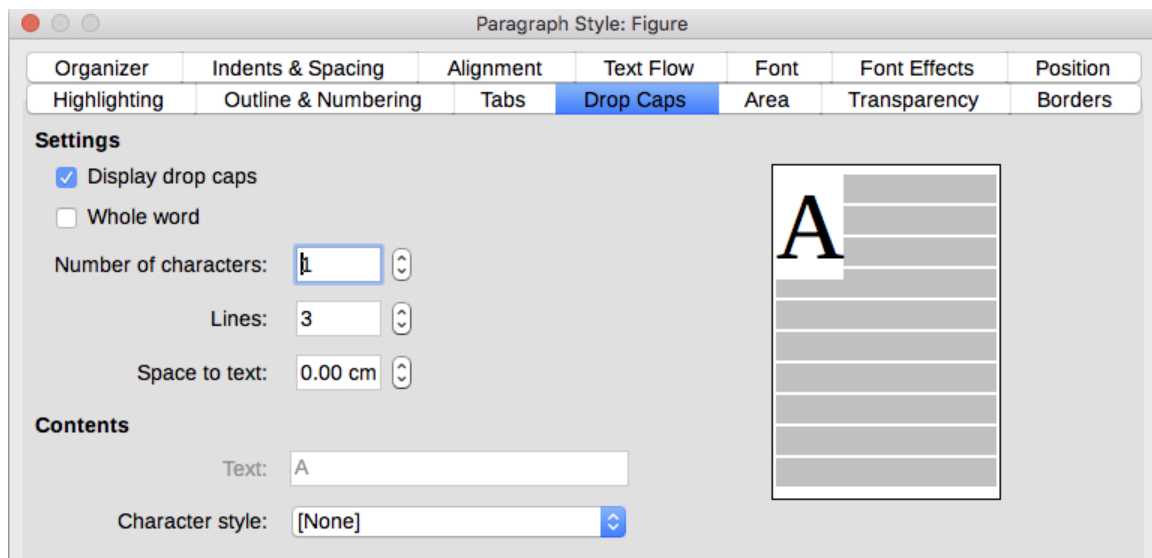 Paragraph Style: Figure
Organizer Indents & Spacing Alignment Text Flow Font Font Effects Position
Highlighting Outline & Numbering Tabs Drop Caps Area Transparency Borders
Settings
Display drop caps
Whole word
Number of characters: 1
Lines: 3
Space to text: 0.00 cm
Contents
Text: A
Character style: [None]
A